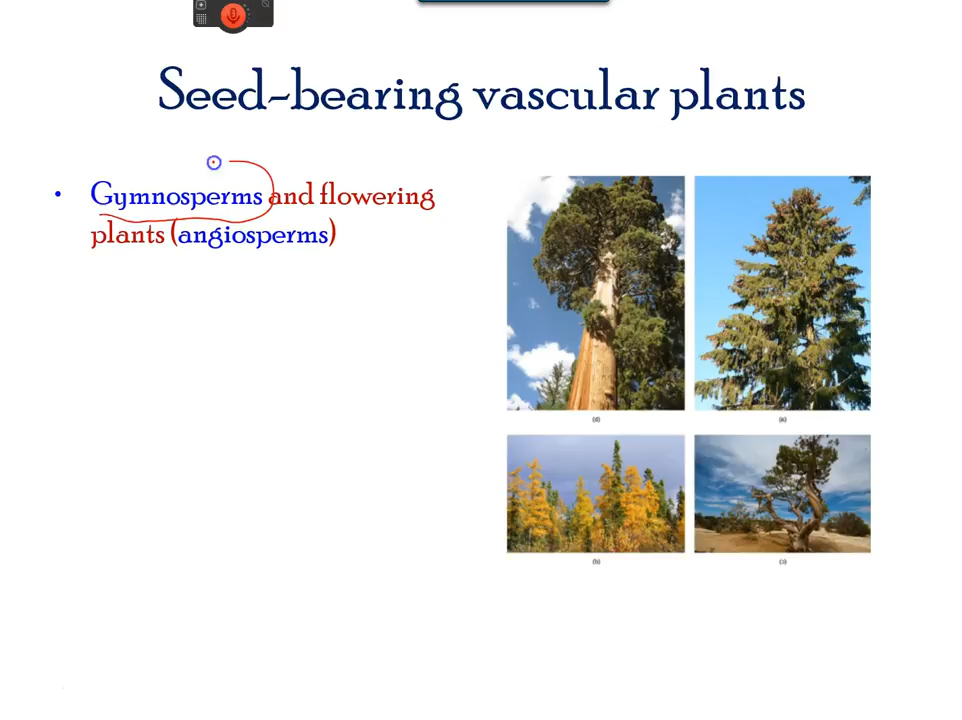 Seed-bearing vascular plants
• Gymnosperms and flowering
plants (angiosperms)
(d)
(e)
(b)